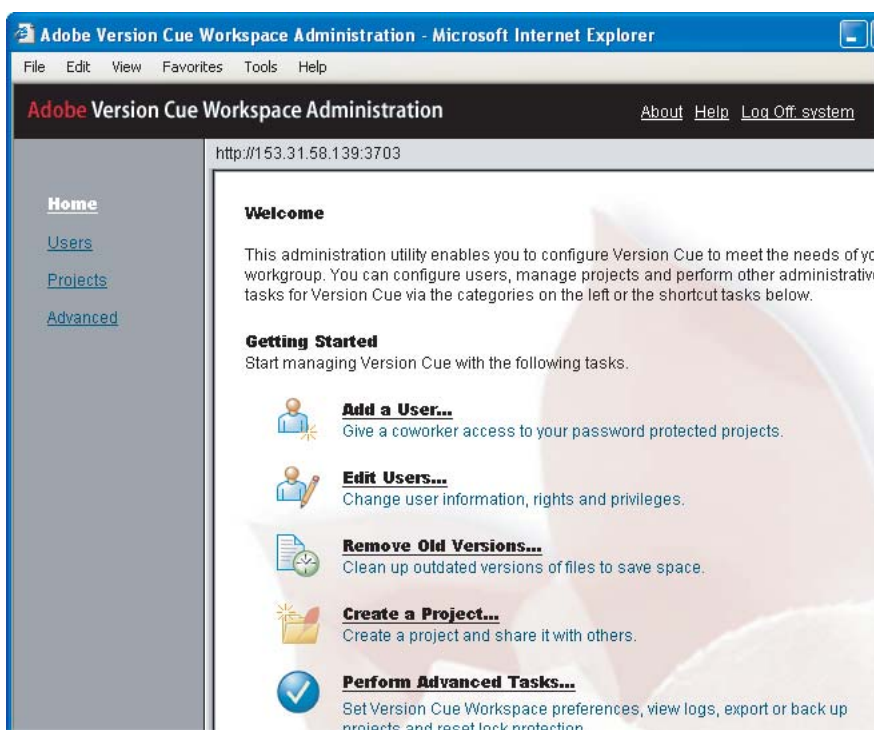 Adobe Version Cue Workspace Administration - Microsoft Internet Explorer
File Edit View Favorites Tools Help
Adobe Version Cue Workspace Administration About Help Log Off: system
http://153.31.58.139:3703
Home
Users
Projects
Advanced
Welcome
This administration utility enables you to configure Version Cue to meet the needs of
workgroup. You can configure users, manage projects and perform other administrative
tasks for Version Cue via the categories on the left or the shortcut tasks below.
Getting Started
Start managing Version Cue with the following tasks.
Add a User...
Give a coworker access to your password protected projects.
Edit Users...
Change user information, rights and privileges.
Remove Old Versions...
Clean up outdated versions of files to save space.
Create a Project...
Create a project and share it with others.
Perform Advanced Tasks...
Set Version Cue Workspace preferences, view logs, export or back up
projects and reset lock protection